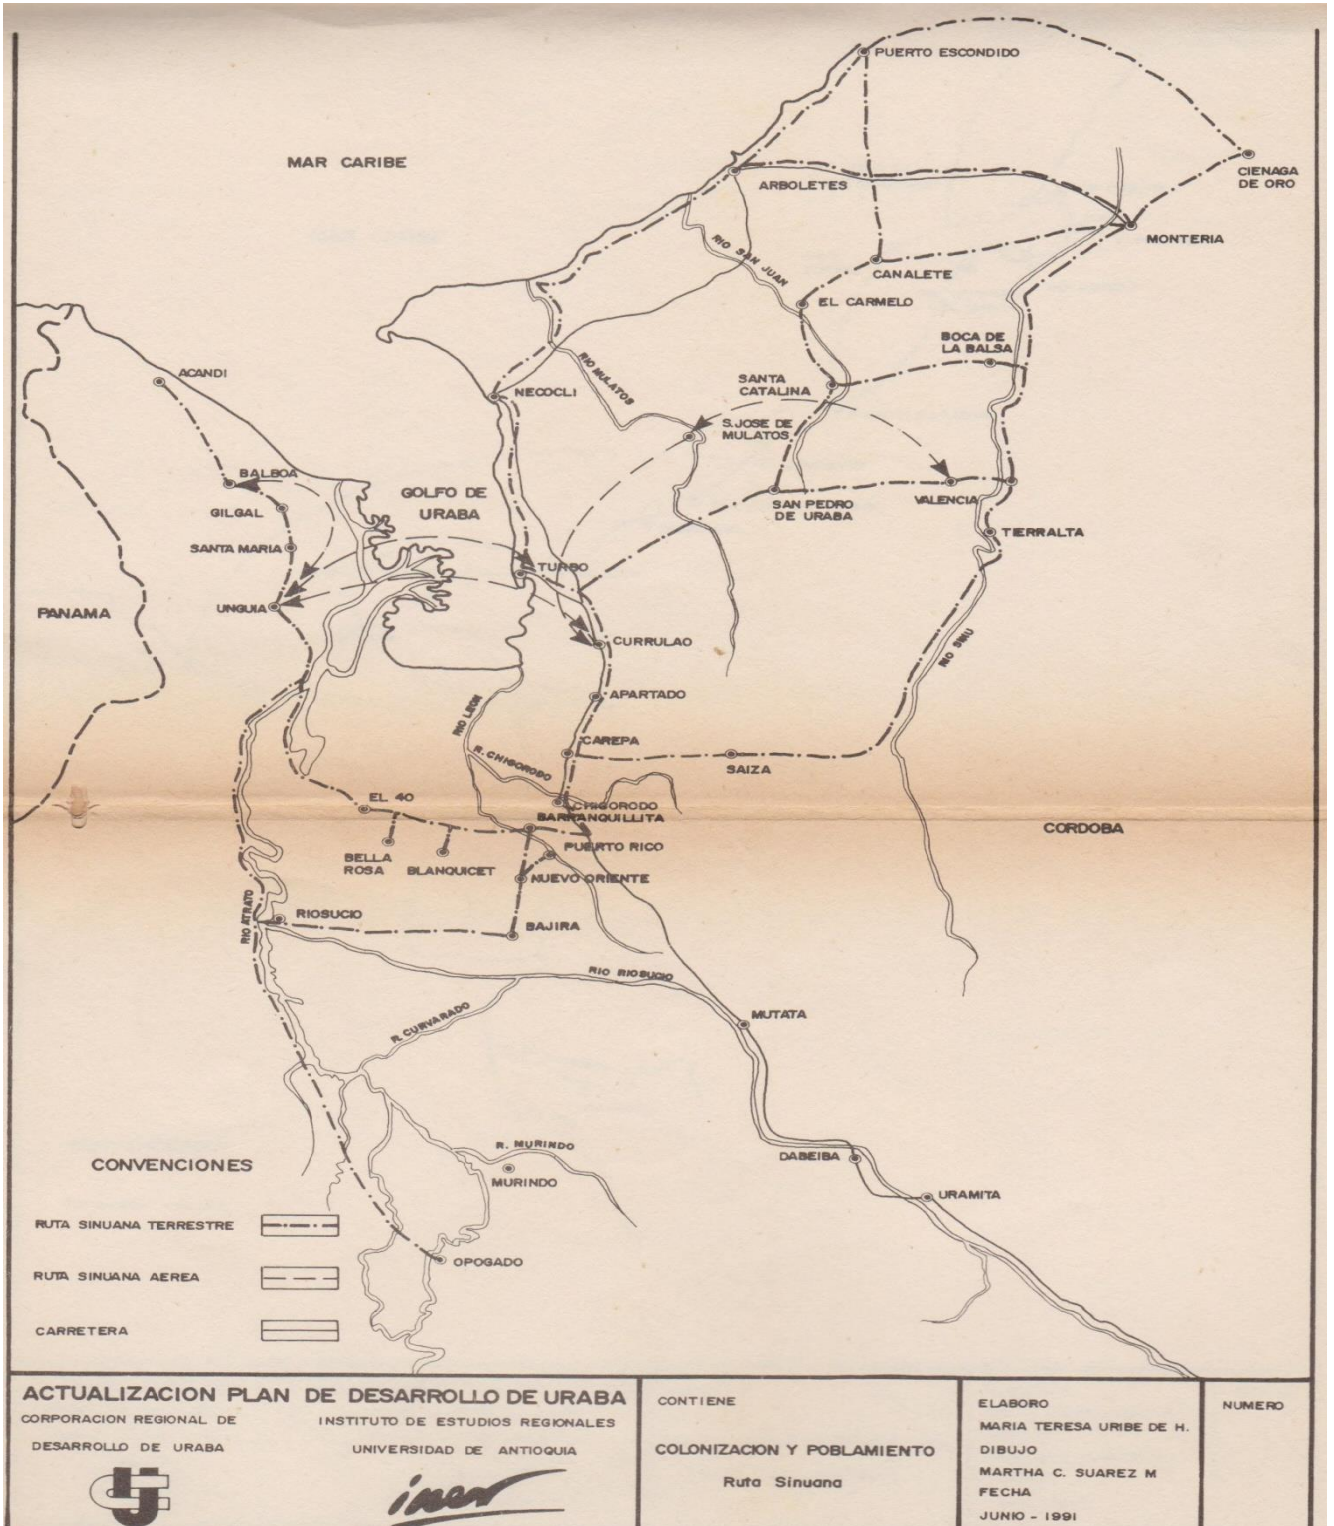 PUERTO ESCONDIDO
MAR CARIBE
CIENAGA
DE ORO
ARBOLETES
MONTERIA
RIO SAN JUAN
CANALETE
EL CARMELO
BOCA DE
LA BALSA
RIO MULATOS
ACANDI
SANTA
CATALINA
NECOCLI
S. JOSE DE
MULATOS
BALBOA
GOLFO DE
URABA
VALENCIA
GILGAL
SAN PEDRO
DE URABA
TIERRALTA
SANTA MARIA
TURBO
PANAMA
UNGUIA
CURRULAO
RIO SINU
APARTADO
RIO LEON
CAREPA
R. CHIGORODO
SAIZA
EL 40
CHIGORODO
BARRANQUILLITA
CORDOBA
PUERTO RICO
BELLA
ROSA
BLANQUICET
NUEVO ORIENTE
RIO ATRATO
RIOSUCIO
BAJIRA
RIO RIOSUCIO
MUTATA
R. CURVARADO
R. MURINDO
MURINDO
DABEIBA
URAMITA
OPOGADO
CONVENCIONES
RUTA SINUANA TERRESTRE
RUTA SINUANA AEREA
CARRETERA
ACTUALIZACION PLAN DE DESARROLLO DE URABA
CORPORACION REGIONAL DE
DESARROLLO DE URABA
INSTITUTO DE ESTUDIOS REGIONALES
UNIVERSIDAD DE ANTIOQUIA
iner
CONTIENE
COLONIZACION Y POBLAMIENTO
Ruta Sinuana
ELABORO
MARIA TERESA URIBE DE H.
DIBUJO
MARTHA C. SUAREZ M
FECHA
JUNIO - 1991
NUMERO